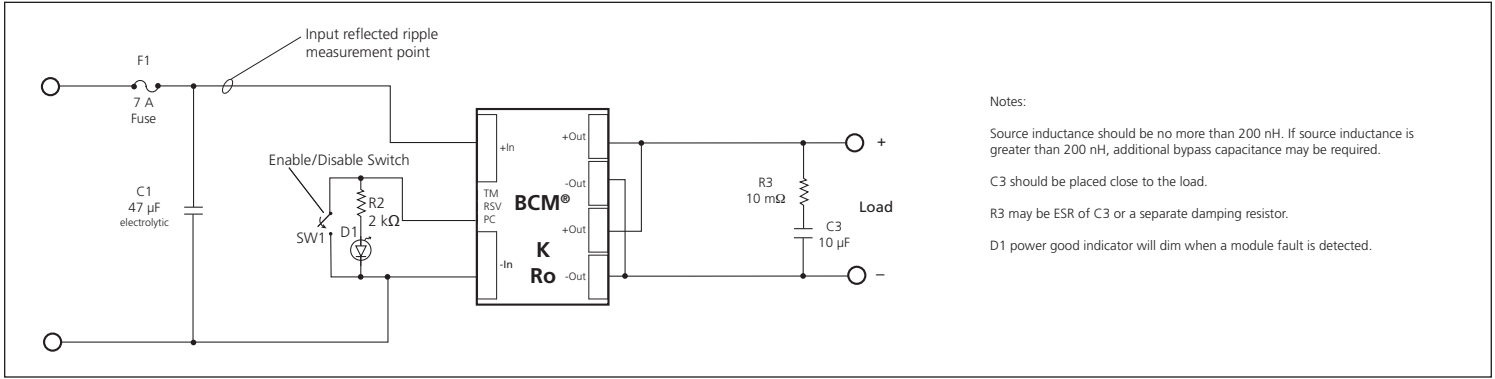 Input reflected ripple
measurement point
F1
7 A
Fuse
C1
47 µF
electrolytic
Enable/Disable Switch
SW1
R2
2 kΩ
D1
+In
TM
RSV
PC
-In
BCM®
K
Ro
+Out
-Out
+Out
-Out
R3
10 mΩ
C3
10 µF
+
Load
–
Notes:
Source inductance should be no more than 200 nH. If source inductance is
greater than 200 nH, additional bypass capacitance may be required.
C3 should be placed close to the load.
R3 may be ESR of C3 or a separate damping resistor.
D1 power good indicator will dim when a module fault is detected.